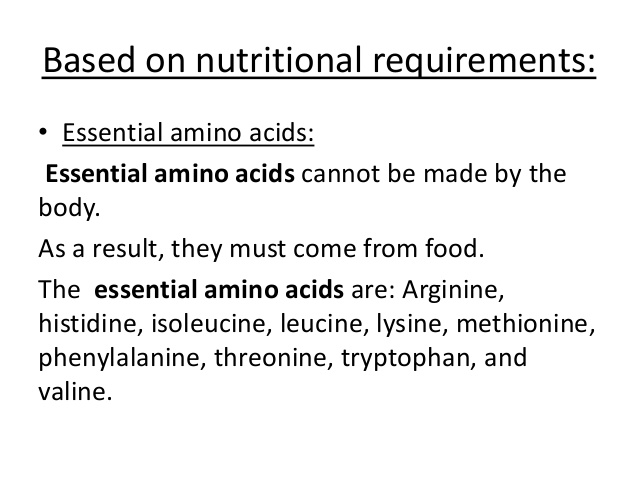 Based on nutritional requirements:
• Essential amino acids:
Essential amino acids cannot be made by the
body.
As a result, they must come from food.
The essential amino acids are: Arginine,
histidine, isoleucine, leucine, lysine, methionine,
phenylalanine, threonine, tryptophan, and
valine.